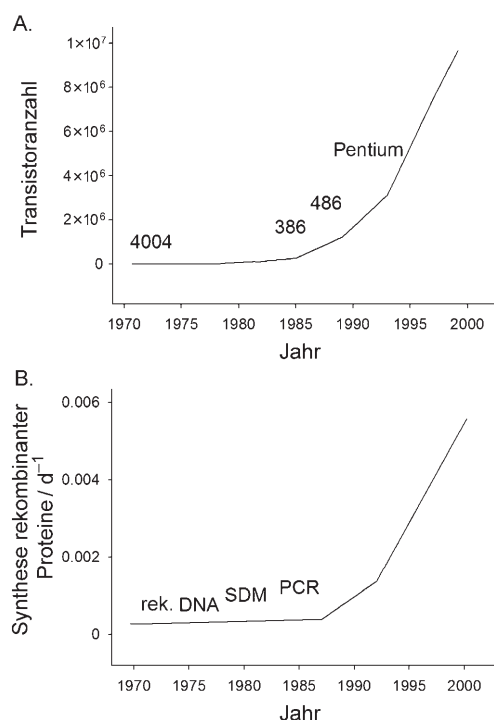 A.
Transistoranzahl
1×10⁷
8×10⁶
6×10⁶
4×10⁶
2×10⁶
0
4004
386
486
Pentium
1970 1975 1980 1985 1990 1995 2000
Jahr
B.
Synthese rekombinanter
Proteine / d⁻¹
0.006
0.004
0.002
0
rek. DNA SDM PCR
1970 1975 1980 1985 1990 1995 2000
Jahr